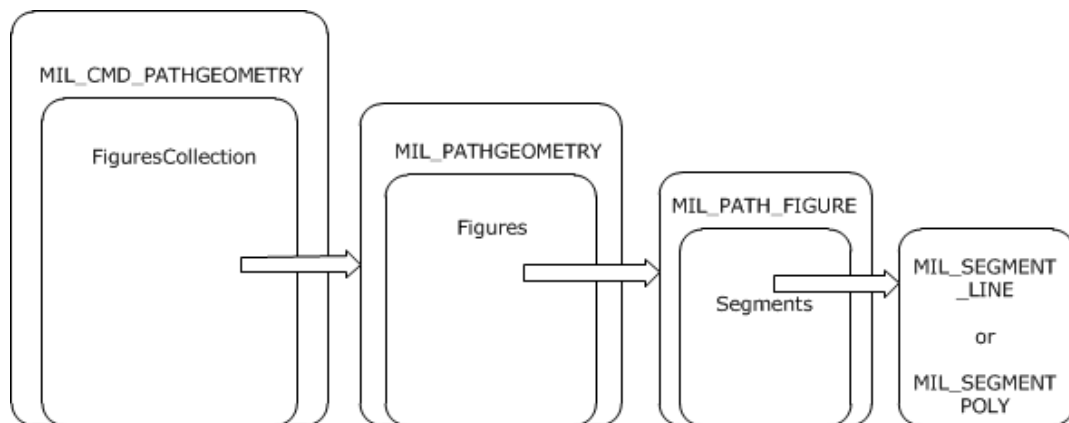 MIL_CMD_PATHGEOMETRY
FiguresCollection
MIL_PATHGEOMETRY
Figures
MIL_PATH_FIGURE
Segments
MIL_SEGMENT
_LINE
or
MIL_SEGMENT
POLY